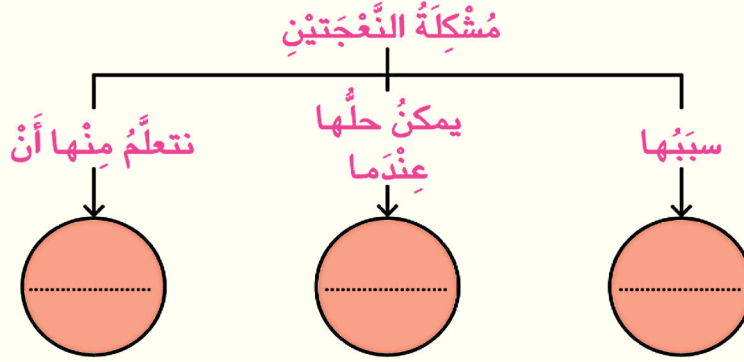 مُشْكِلَةُ النَّعْجَتيْنِ
سبَبُها
يمكنُ حلُّها
عِنْدَما
نتعلَّمُ مِنْها أَنْ